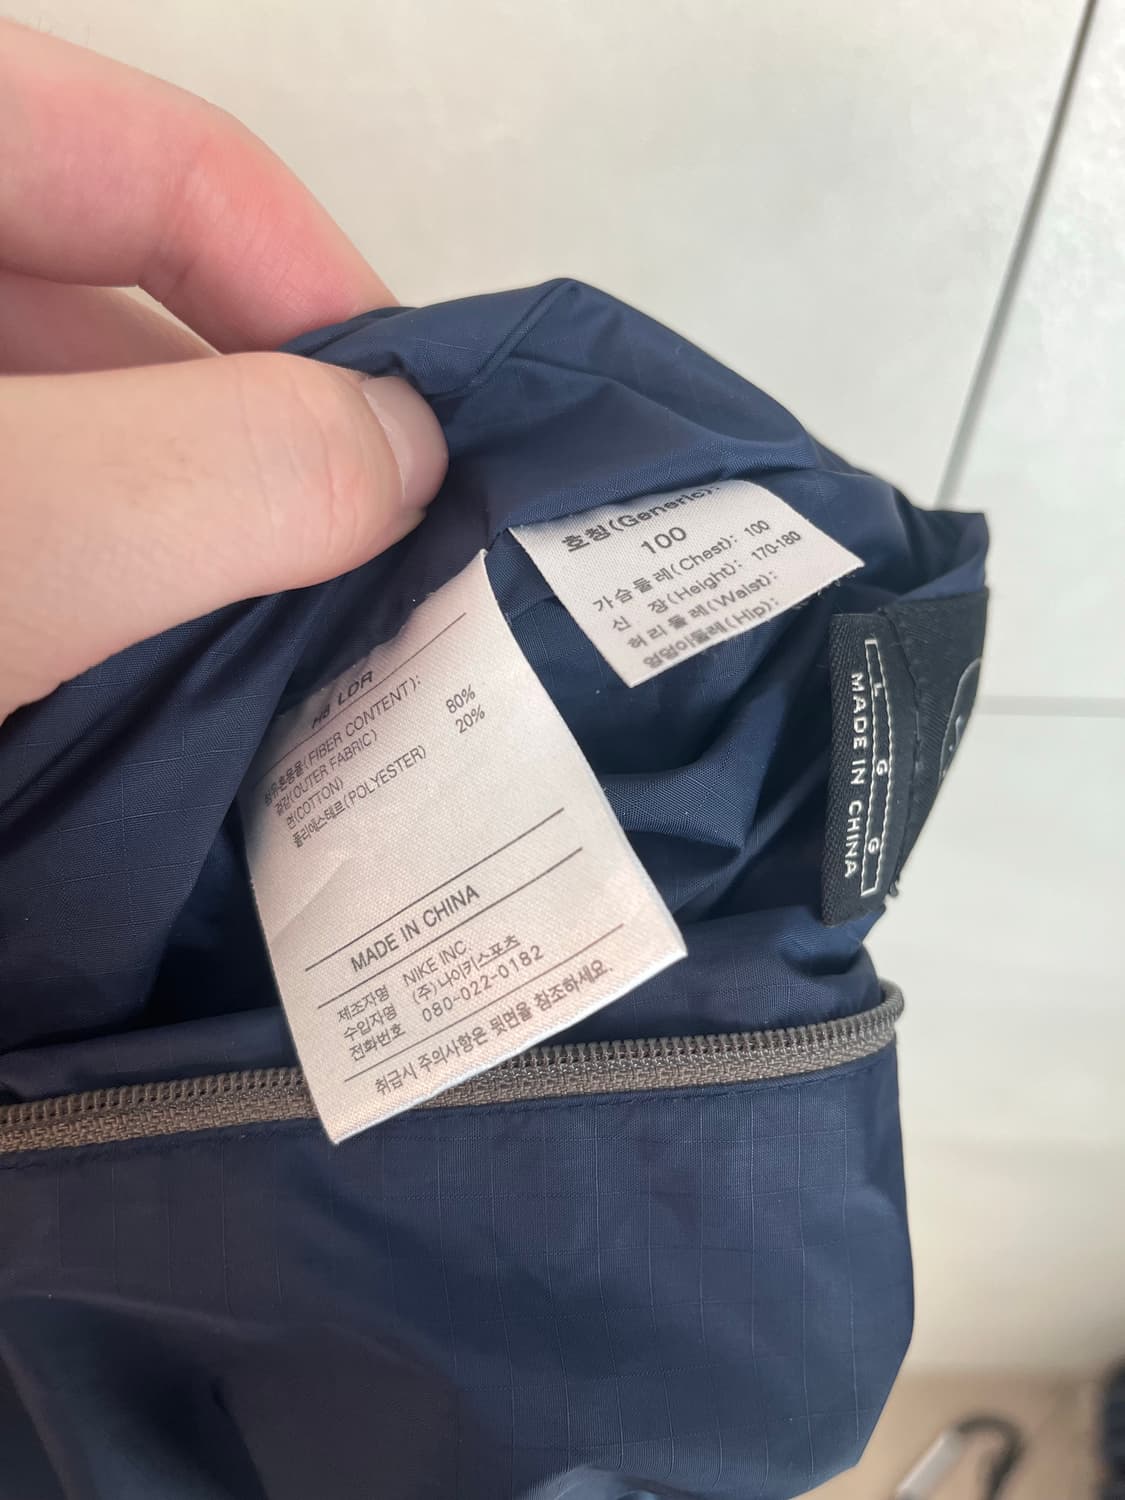 호칭(Generic):
100
가슴둘레(Chest): 100
신 장(Height): 170-180
허리둘레(Waist):
엉덩이둘레(Hip):
LDR
섬유혼용율(FIBER CONTENT):
겉감(OUTER FABRIC)
면(COTTON) 80%
폴리에스테르(POLYESTER) 20%
MADE IN CHINA
제조자명 NIKE INC
수입자명 (주)나이키스포츠
전화번호 080-022-0182
취급시 주의사항은 뒷면을 참조하세요.
L G G
MADE IN CHINA